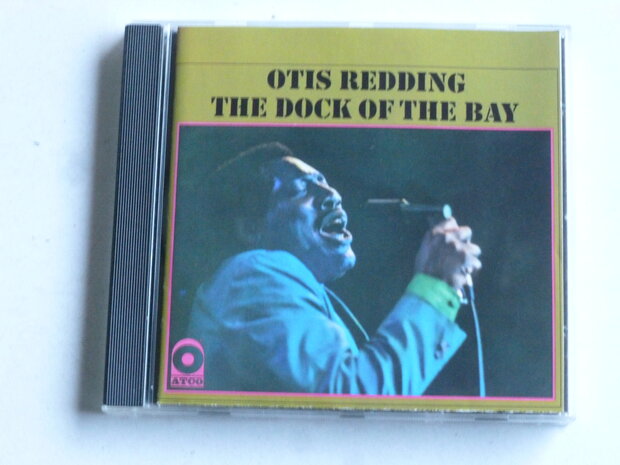 OTIS REDDING
THE DOCK OF THE BAY
ATCO